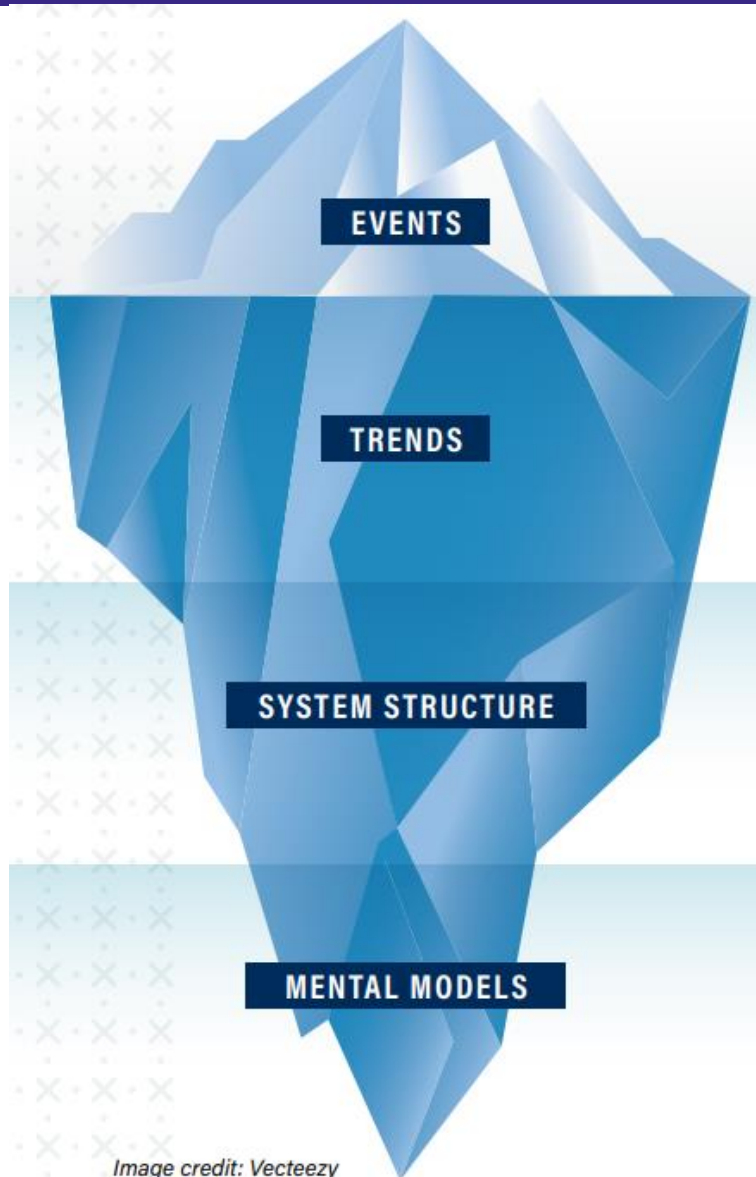 EVENTS
TRENDS
SYSTEM STRUCTURE
MENTAL MODELS
Image credit: Vecteezy